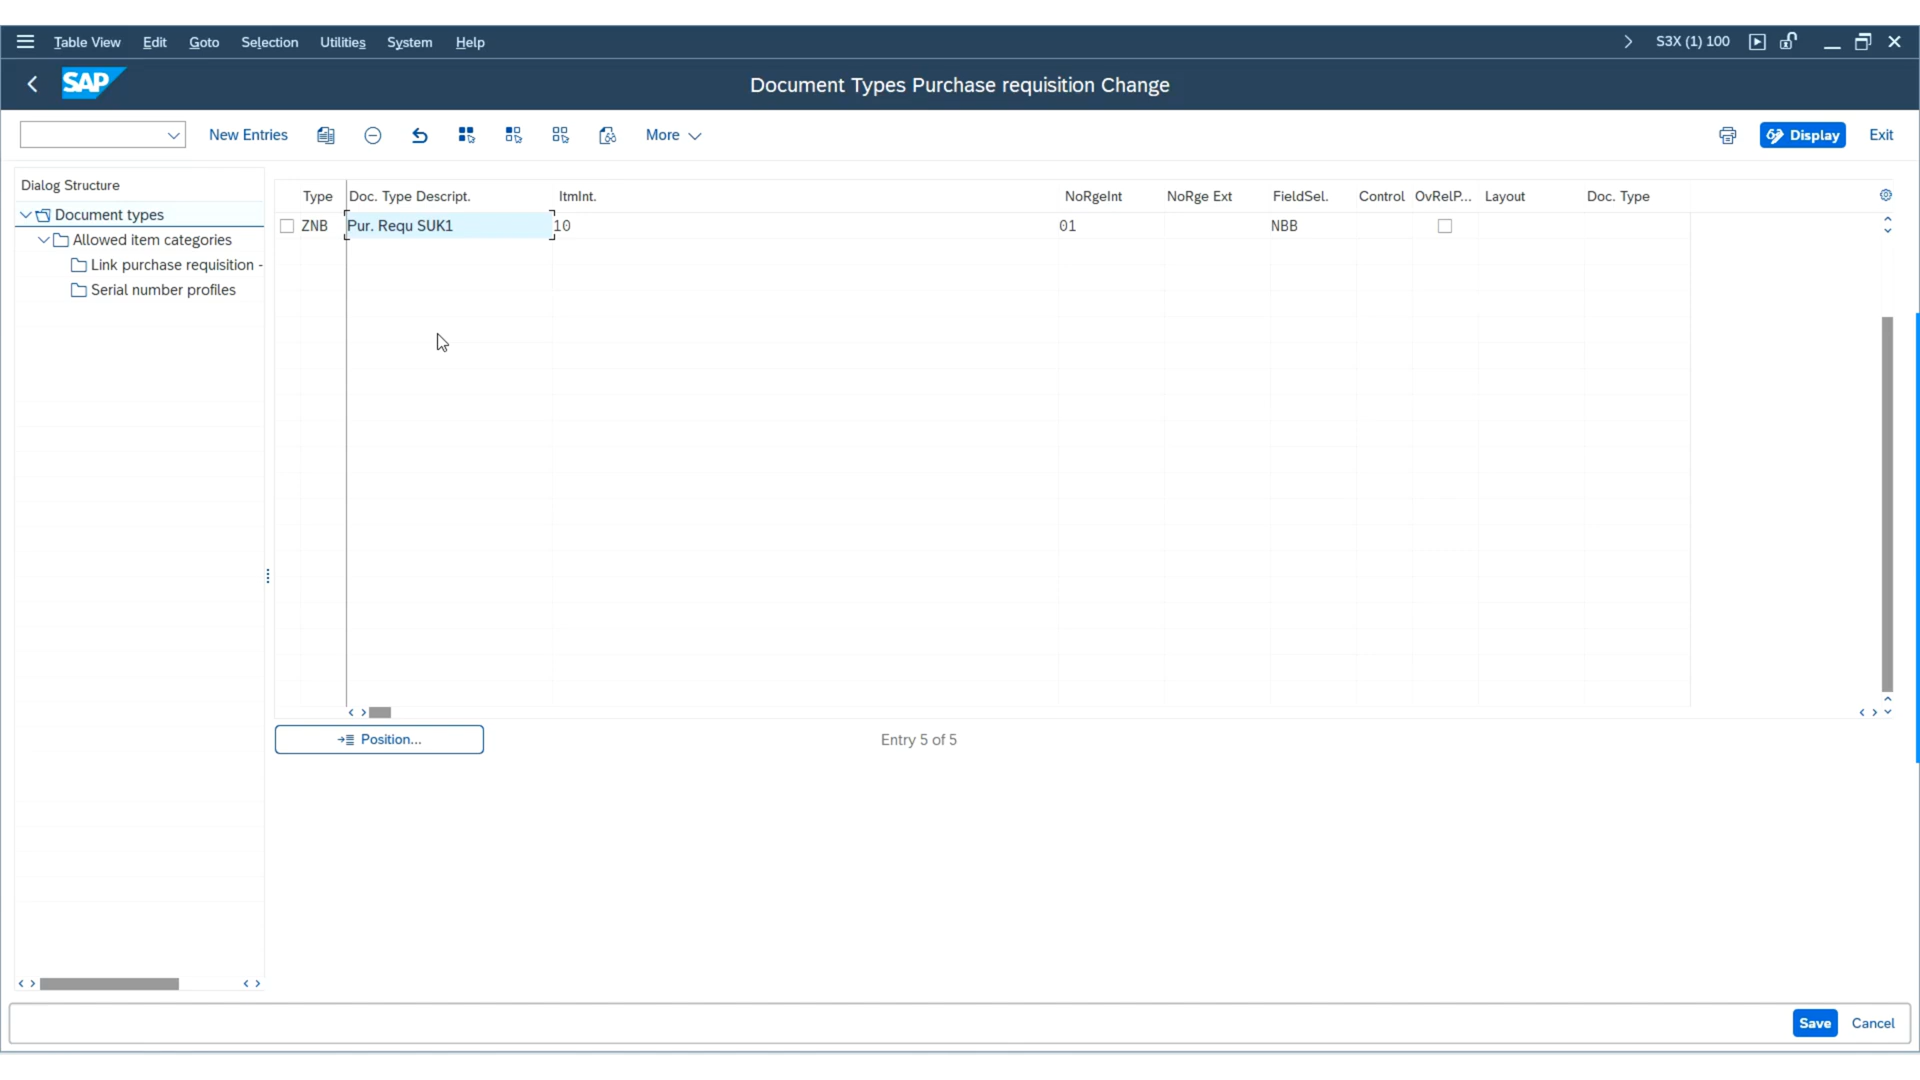 Table View Edit Goto Selection Utilities System Help S3X (1) 100
SAP Document Types Purchase requisition Change
New Entries More Display Exit
Dialog Structure
Document types
Allowed item categories
Link purchase requisition -
Serial number profiles
Type Doc. Type Descript. ItmInt. NoRgeInt NoRge Ext FieldSel. Control OvRelP... Layout Doc. Type
ZNB Pur. Requ SUK1 10 01 NBB
Position... Entry 5 of 5
Save Cancel